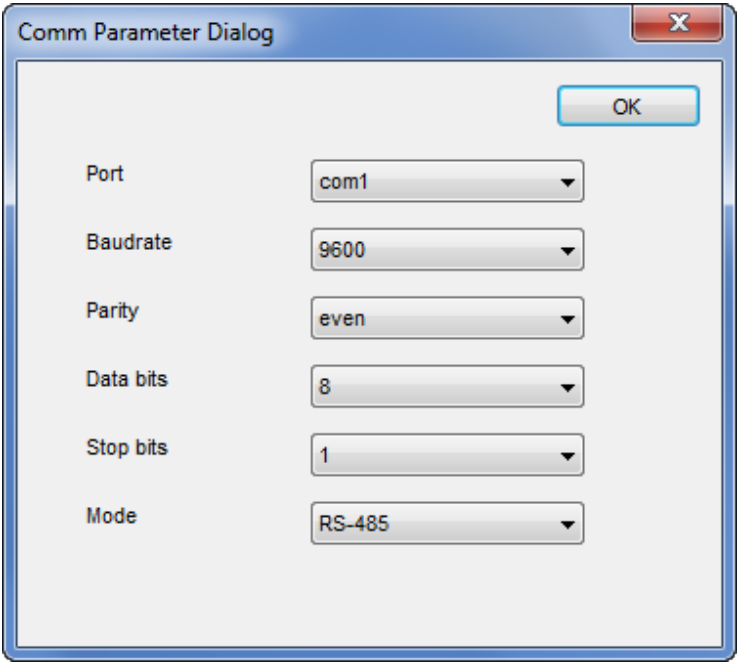 Comm Parameter Dialog
OK
Port com1
Baudrate 9600
Parity even
Data bits 8
Stop bits 1
Mode RS-485